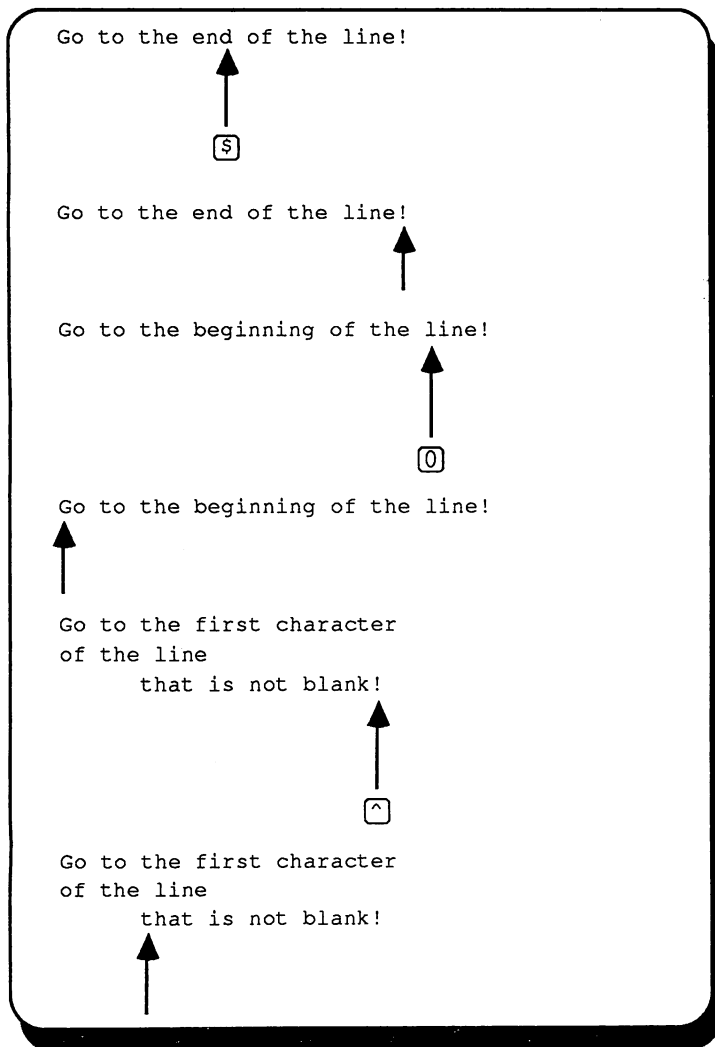 Go to the end of the line!
$
Go to the end of the line!
Go to the beginning of the line!
0
Go to the beginning of the line!
Go to the first character
of the line
that is not blank!
^
Go to the first character
of the line
that is not blank!